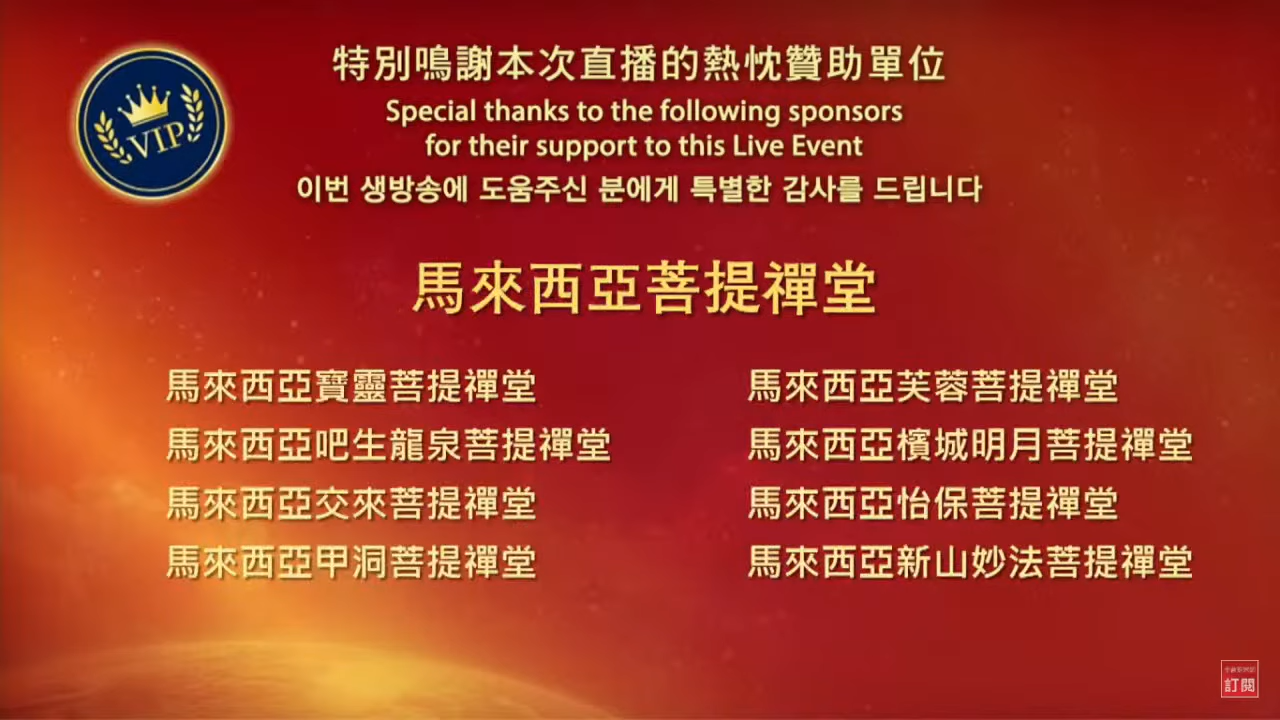 特別鳴謝本次直播的熱忱贊助單位
Special thanks to the following sponsors
for their support to this Live Event
이번 생방송에 도움주신 분에게 특별한 감사를 드립니다
VIP
馬來西亞菩提禪堂
馬來西亞寶靈菩提禪堂
馬來西亞吧生龍泉菩提禪堂
馬來西亞交來菩提禪堂
馬來西亞甲洞菩提禪堂
馬來西亞芙蓉菩提禪堂
馬來西亞檳城明月菩提禪堂
馬來西亞怡保菩提禪堂
馬來西亞新山妙法菩提禪堂
訂閱